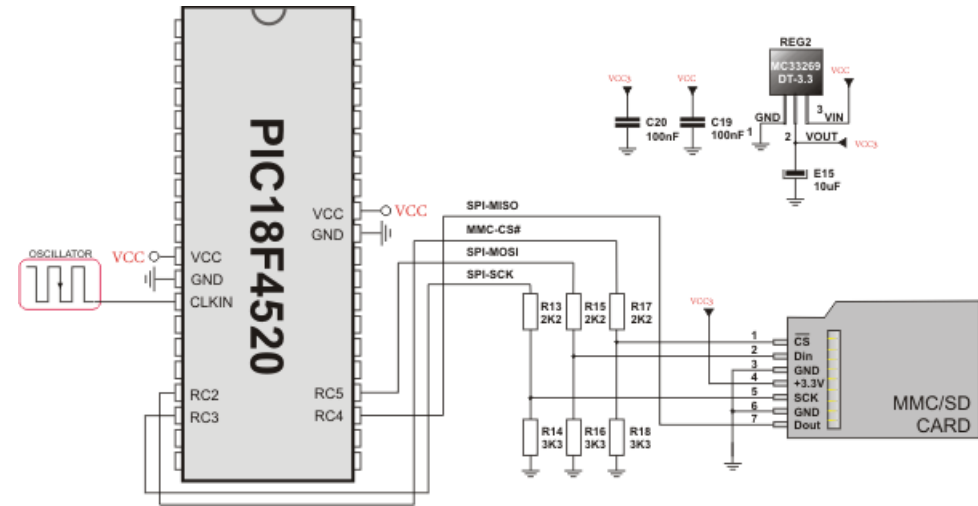 REG2
MC33269
DT-3.3
VCC
VCC3
VCC
C20
100nF
C19
100nF
GND
1
3
VIN
2
VOUT
VCC3
E15
10uF
PIC18F4520
SPI-MISO
VCC
VCC
GND
MMC-CS#
SPI-MOSI
SPI-SCK
OSCILLATOR
VCC
VCC
GND
CLKIN
R13
2K2
R15
2K2
R17
2K2
VCC3
1
CS
2
Din
3
GND
4
+3.3V
5
SCK
6
GND
7
Dout
MMC/SD
CARD
RC2
RC3
RC5
RC4
R14
3K3
R16
3K3
R18
3K3